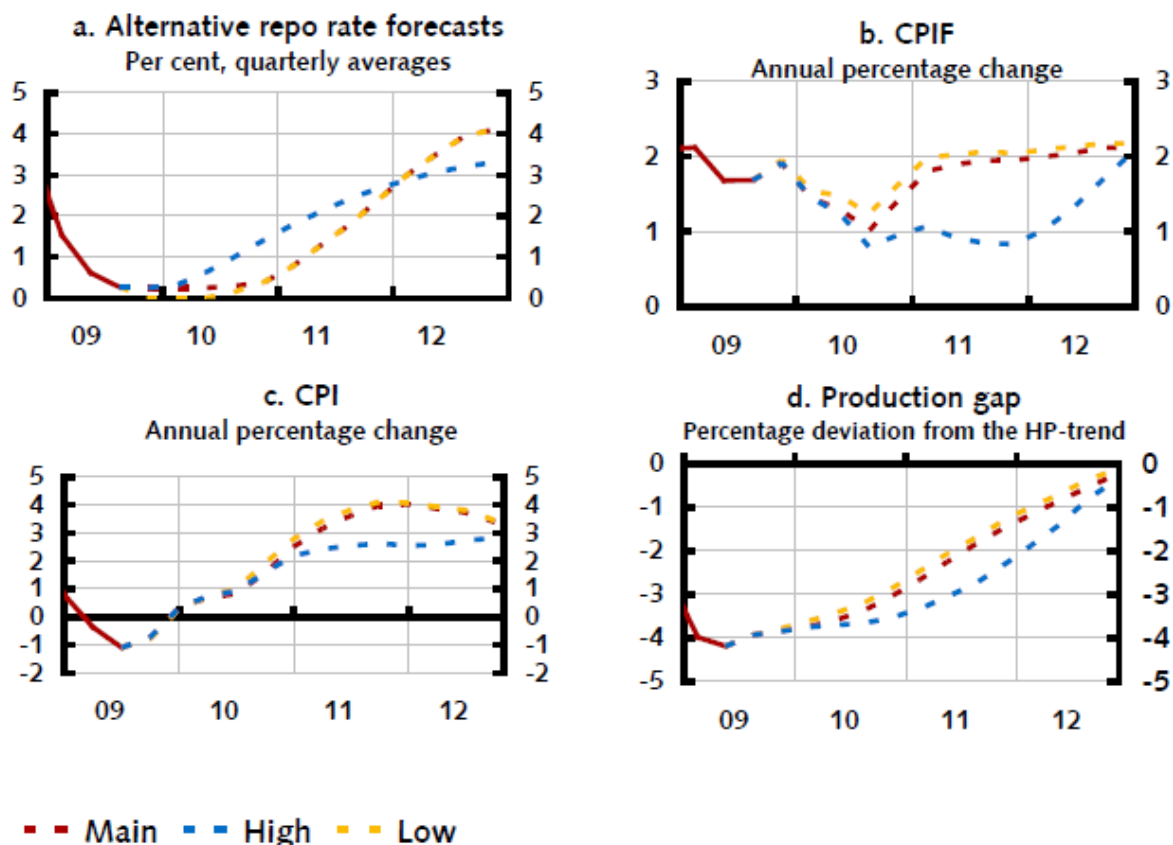 a. Alternative repo rate forecasts
Per cent, quarterly averages
5 5
4 4
3 3
2 2
1 1
0 0
09 10 11 12
b. CPIF
Annual percentage change
3 3
2 2
1 1
0 0
09 10 11 12
c. CPI
Annual percentage change
5 5
4 4
3 3
2 2
1 1
0 0
-1 -1
-2 -2
09 10 11 12
d. Production gap
Percentage deviation from the HP-trend
0 0
-1 -1
-2 -2
-3 -3
-4 -4
-5 -5
09 10 11 12
Main High Low